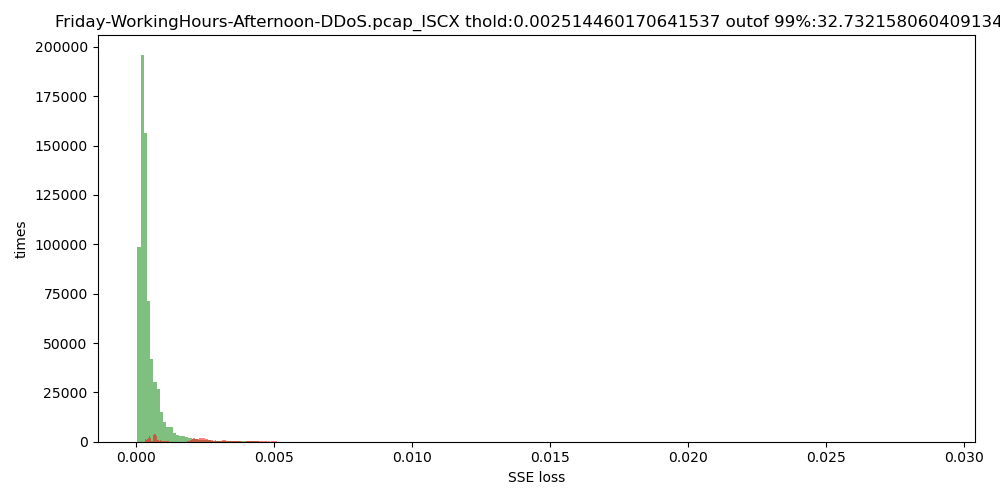 Friday-WorkingHours-Afternoon-DDoS.pcap_ISCX thold:0.002514460170641537 outof 99%:32.732158060409134
200000
175000
150000
125000
100000
75000
50000
25000
0
times
0.000 0.005 0.010 0.015 0.020 0.025 0.030
SSE loss